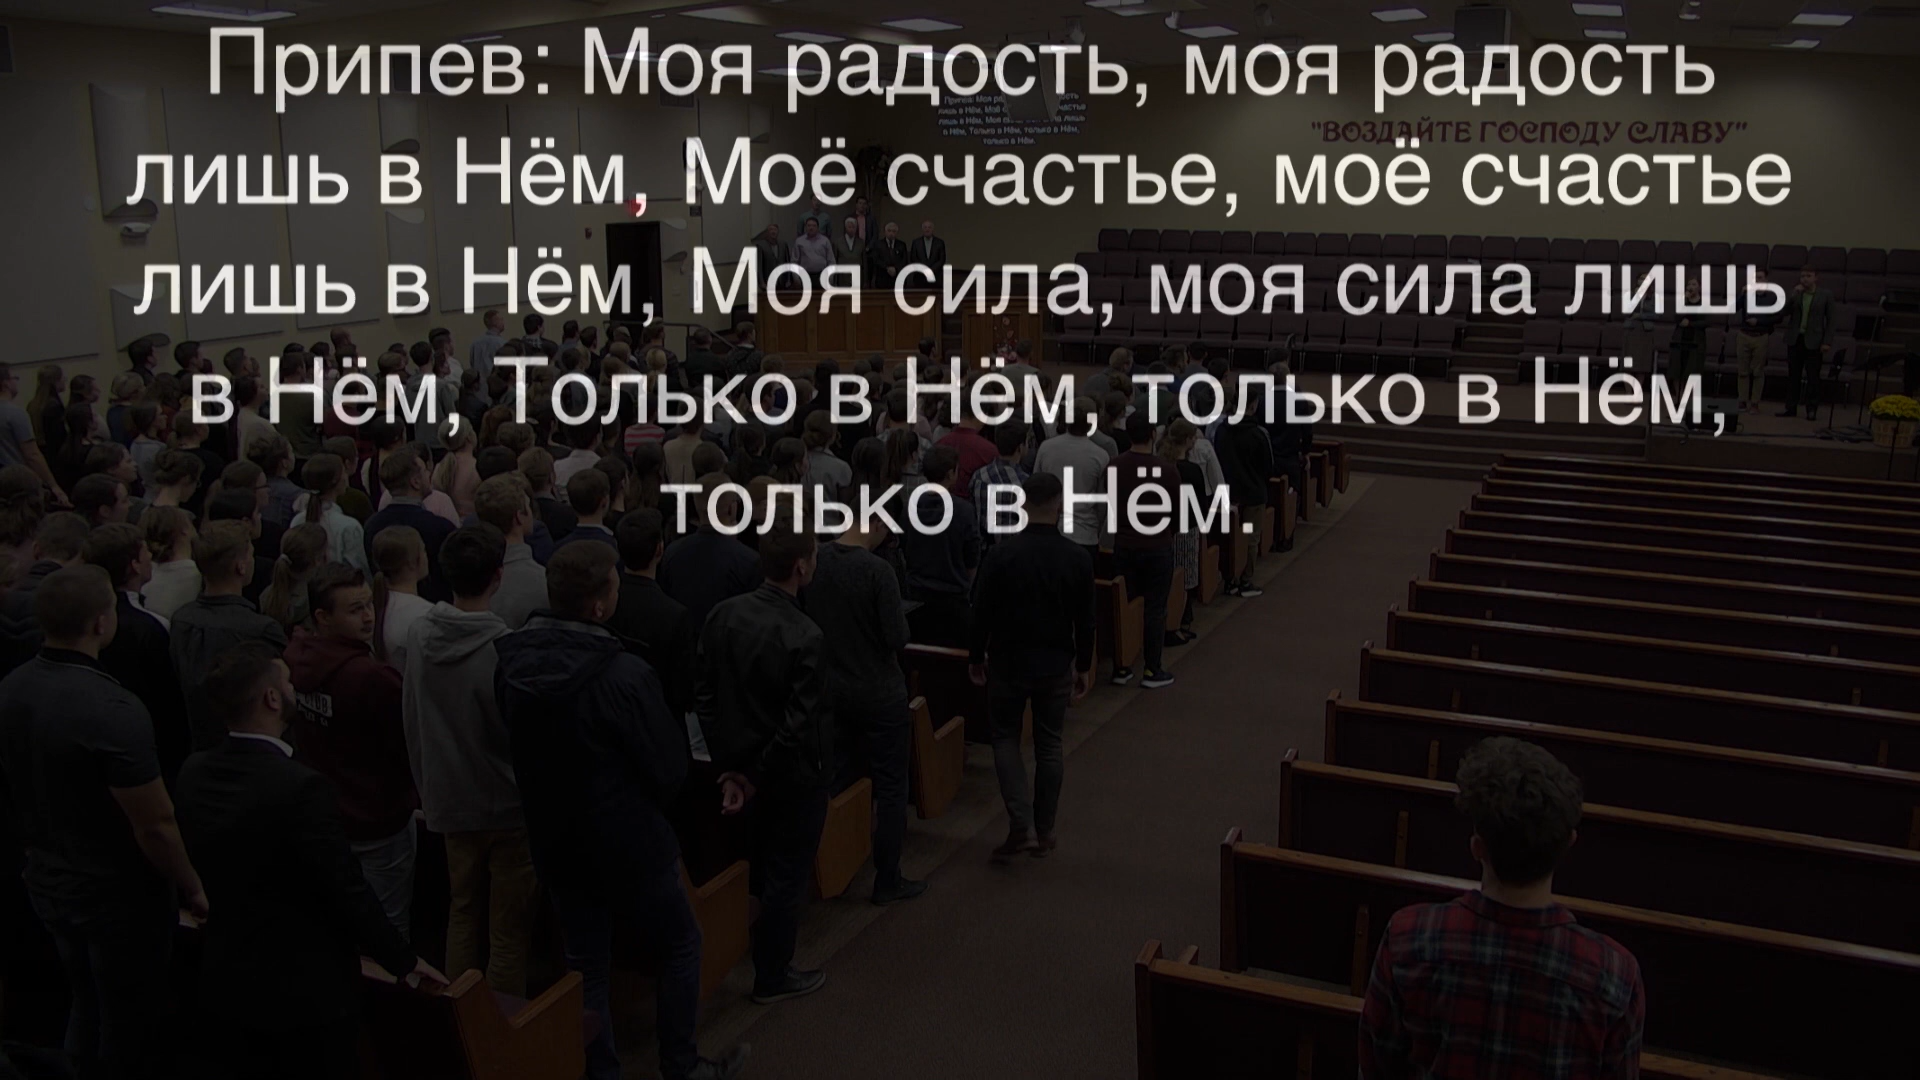 Припев: Моя радость, моя радость
лишь в Нём, Моё счастье, моё счастье
лишь в Нём, Моя сила, моя сила лишь
в Нём, Только в Нём, только в Нём,
только в Нём.
"ВОЗДАЙТЕ ГОСПОДУ СЛАВУ"